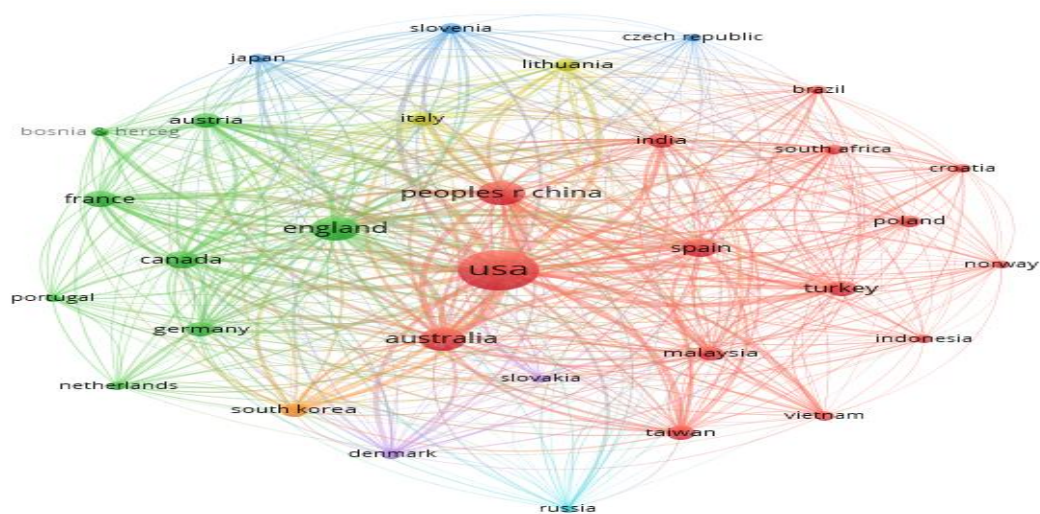 slovenia
czech republic
japan
lithuania
brazil
austria
italy
bosnia & herceg
india
south africa
croatia
peoples r china
france
england
poland
spain
canada
usa
norway
turkey
portugal
germany
australia
indonesia
malaysia
slovakia
netherlands
south korea
vietnam
taiwan
denmark
russia